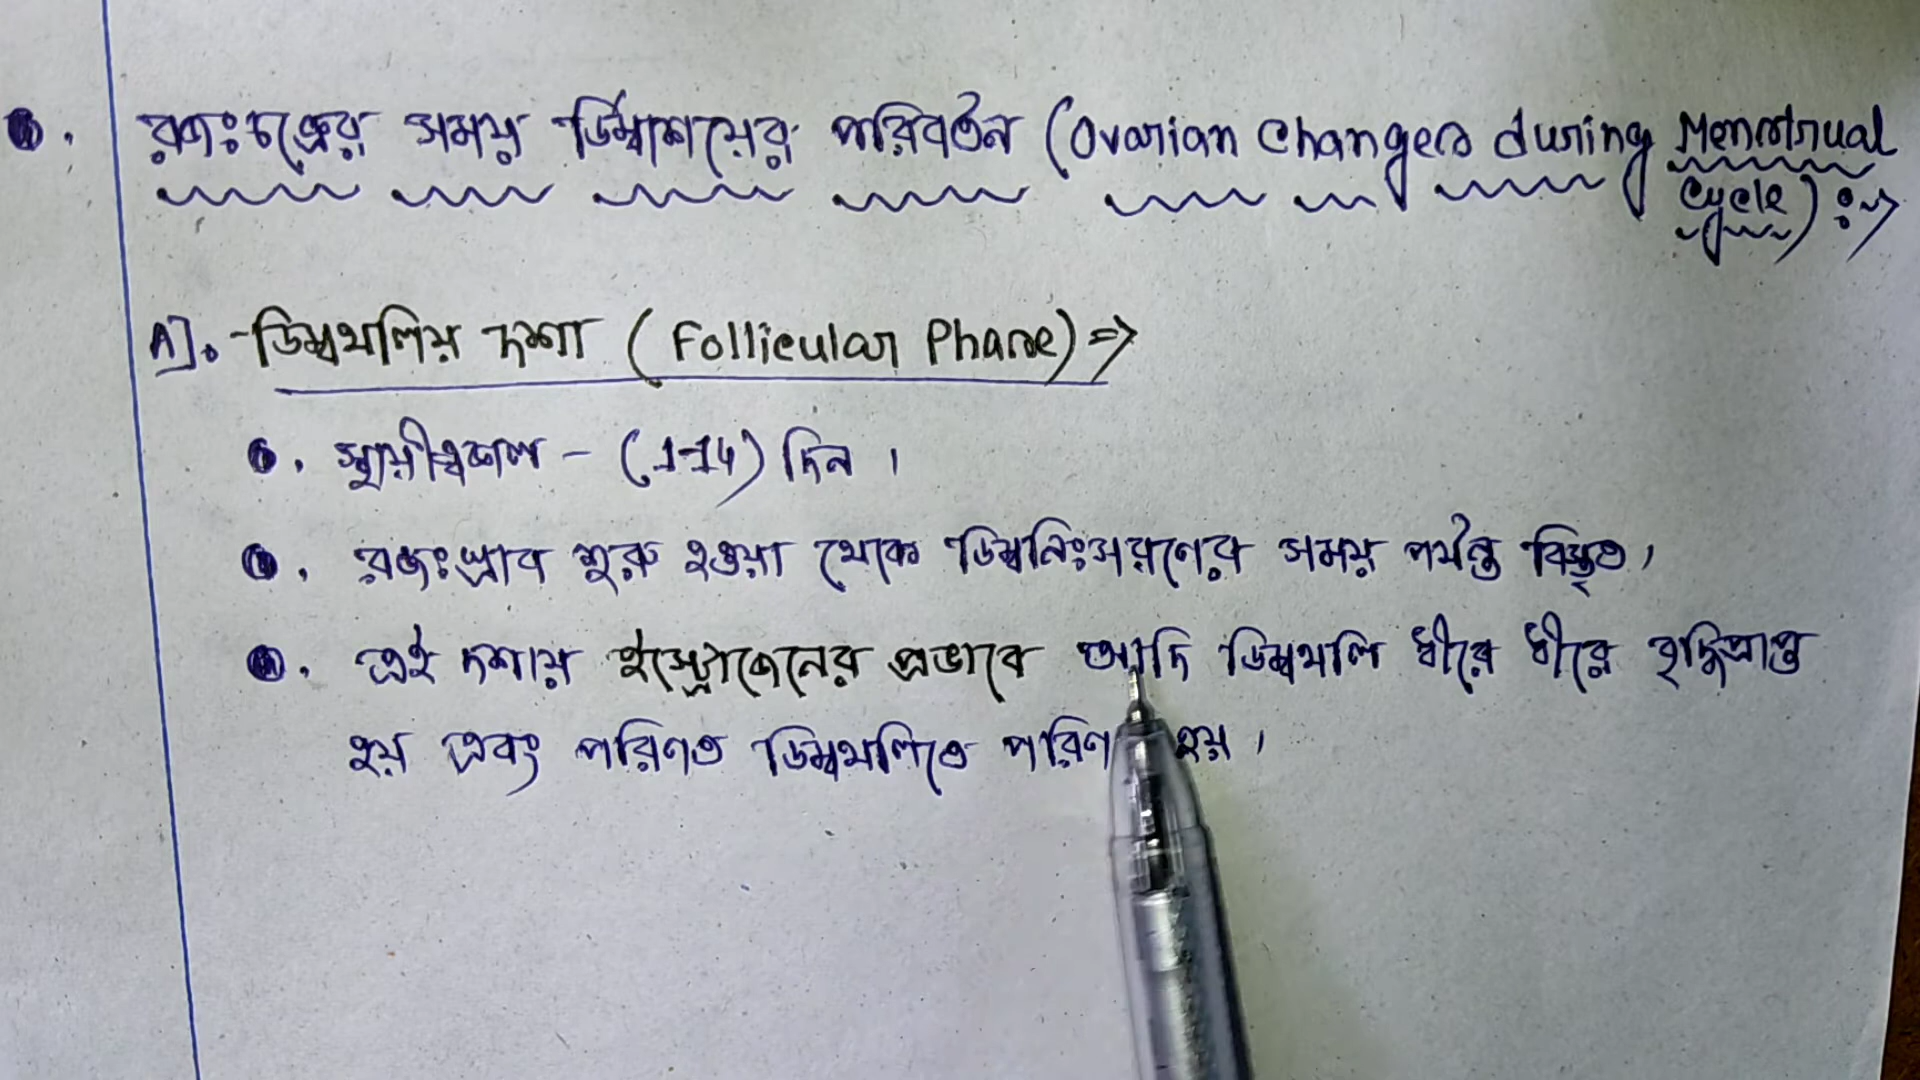 রজঃচক্রের সময় ডিম্বাশয়ের পরিবর্তন (Ovarian Changes during Menstrual
Cycle) :~>
A]. ডিম্বথলিয় দশা ( Follicular Phase) =>
স্থায়ীত্বকাল - (1-14) দিন ।
রজঃস্রাব শুরু হওয়া থেকে ডিম্বনিঃসরণের সময় পর্যন্ত বিস্তৃত ।
এই দশায় ইস্ট্রোজেনের প্রভাবে আদি ডিম্বথলি ধীরে ধীরে বৃদ্ধিপ্রাপ্ত
হয় এবং পরিণত ডিম্বথলিতে হয় ।